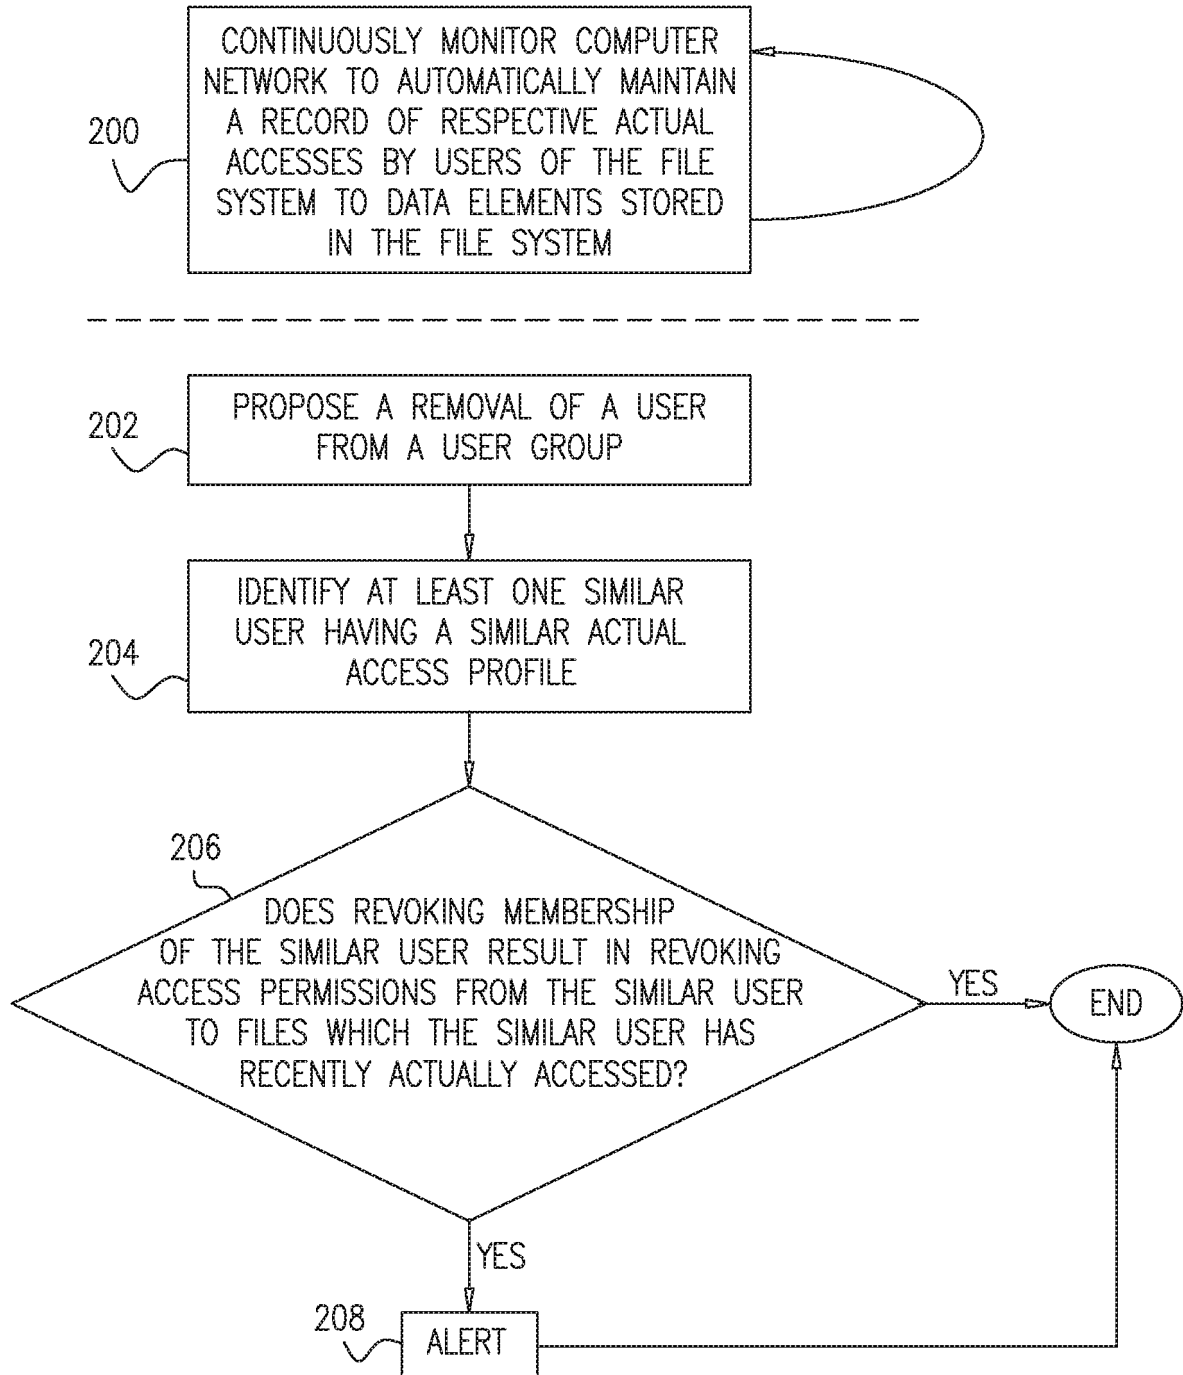 CONTINUOUSLY MONITOR COMPUTER
NETWORK TO AUTOMATICALLY MAINTAIN
A RECORD OF RESPECTIVE ACTUAL
ACCESSES BY USERS OF THE FILE
SYSTEM TO DATA ELEMENTS STORED
IN THE FILE SYSTEM
200
PROPOSE A REMOVAL OF A USER
FROM A USER GROUP
202
IDENTIFY AT LEAST ONE SIMILAR
USER HAVING A SIMILAR ACTUAL
ACCESS PROFILE
204
206
DOES REVOKING MEMBERSHIP
OF THE SIMILAR USER RESULT IN REVOKING
ACCESS PERMISSIONS FROM THE SIMILAR USER
TO FILES WHICH THE SIMILAR USER HAS
RECENTLY ACTUALLY ACCESSED?
YES
END
YES
208
ALERT